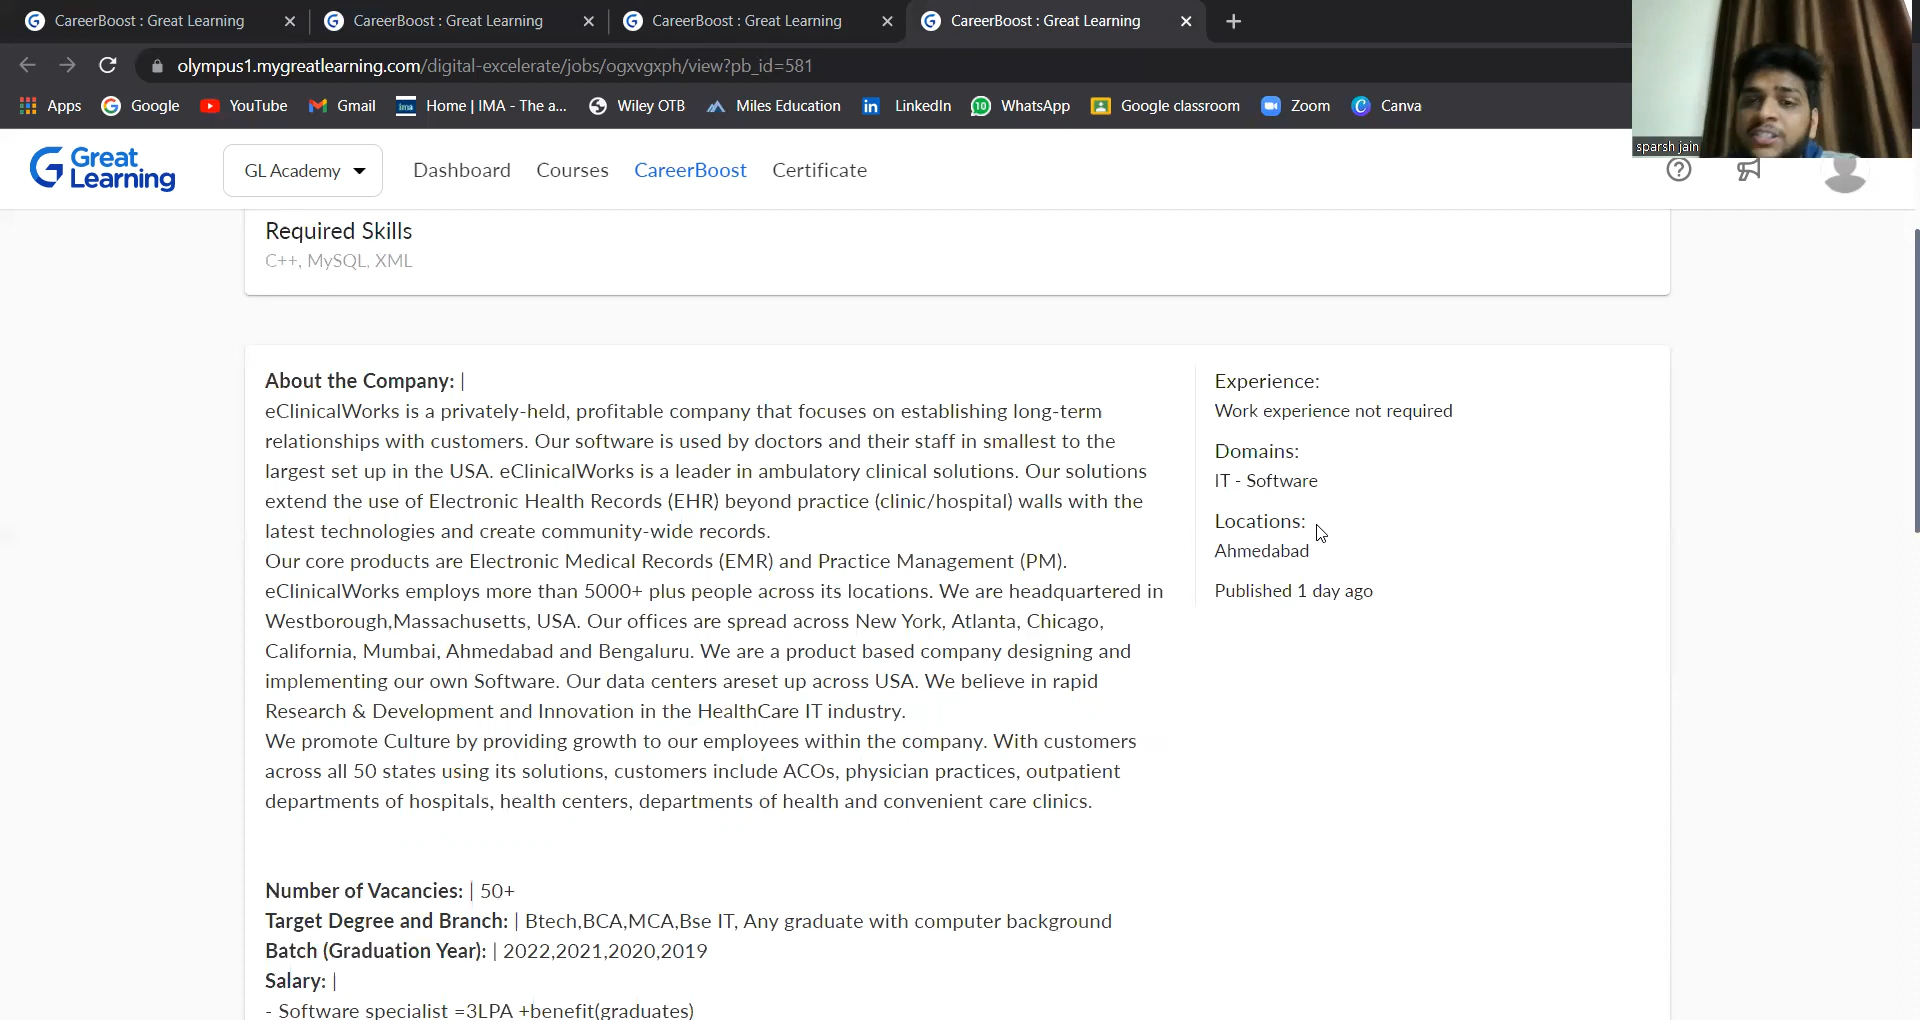 CareerBoost : Great Learning
CareerBoost : Great Learning
CareerBoost : Great Learning
CareerBoost : Great Learning
olympus1.mygreatlearning.com/digital-excelerate/jobs/ogxvgxph/view?pb_id=581
Apps
Google
YouTube
Gmail
ima Home | IMA - The a...
Wiley OTB
Miles Education
in LinkedIn
10 WhatsApp
Google classroom
Zoom
C Canva
sparsh jain
Great
Learning
GL Academy
Dashboard
Courses
CareerBoost
Certificate
Required Skills
C++, MySQL, XML
About the Company: |
eClinicalWorks is a privately-held, profitable company that focuses on establishing long-term
relationships with customers. Our software is used by doctors and their staff in smallest to the
largest set up in the USA. eClinicalWorks is a leader in ambulatory clinical solutions. Our solutions
extend the use of Electronic Health Records (EHR) beyond practice (clinic/hospital) walls with the
latest technologies and create community-wide records.
Our core products are Electronic Medical Records (EMR) and Practice Management (PM).
eClinicalWorks employs more than 5000+ plus people across its locations. We are headquartered in
Westborough,Massachusetts, USA. Our offices are spread across New York, Atlanta, Chicago,
California, Mumbai, Ahmedabad and Bengaluru. We are a product based company designing and
implementing our own Software. Our data centers areset up across USA. We believe in rapid
Research & Development and Innovation in the HealthCare IT industry.
We promote Culture by providing growth to our employees within the company. With customers
across all 50 states using its solutions, customers include ACOs, physician practices, outpatient
departments of hospitals, health centers, departments of health and convenient care clinics.
Number of Vacancies: | 50+
Target Degree and Branch: | Btech,BCA,MCA,Bse IT, Any graduate with computer background
Batch (Graduation Year): | 2022,2021,2020,2019
Salary: |
- Software specialist =3LPA +benefit(graduates)
Experience:
Work experience not required
Domains:
IT - Software
Locations:
Ahmedabad
Published 1 day ago